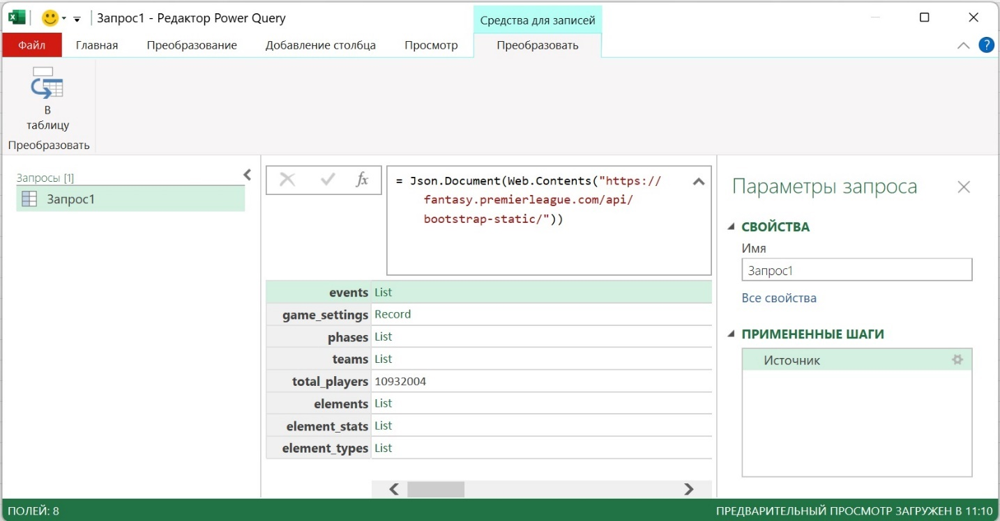 Запрос1 - Редактор Power Query
Средства для записей
Файл
Главная
Преобразование
Добавление столбца
Просмотр
Преобразовать
?
В
таблицу
Преобразовать
Запросы [1]
Запрос1
fx
= Json.Document(Web.Contents("https://
fantasy.premierleague.com/api/
bootstrap-static/"))
events List
game_settings Record
phases List
teams List
total_players 10932004
elements List
element_stats List
element_types List
Параметры запроса
СВОЙСТВА
Имя
Запрос1
Все свойства
ПРИМЕНЕННЫЕ ШАГИ
Источник
ПОЛЕЙ: 8
ПРЕДВАРИТЕЛЬНЫЙ ПРОСМОТР ЗАГРУЖЕН В 11:10